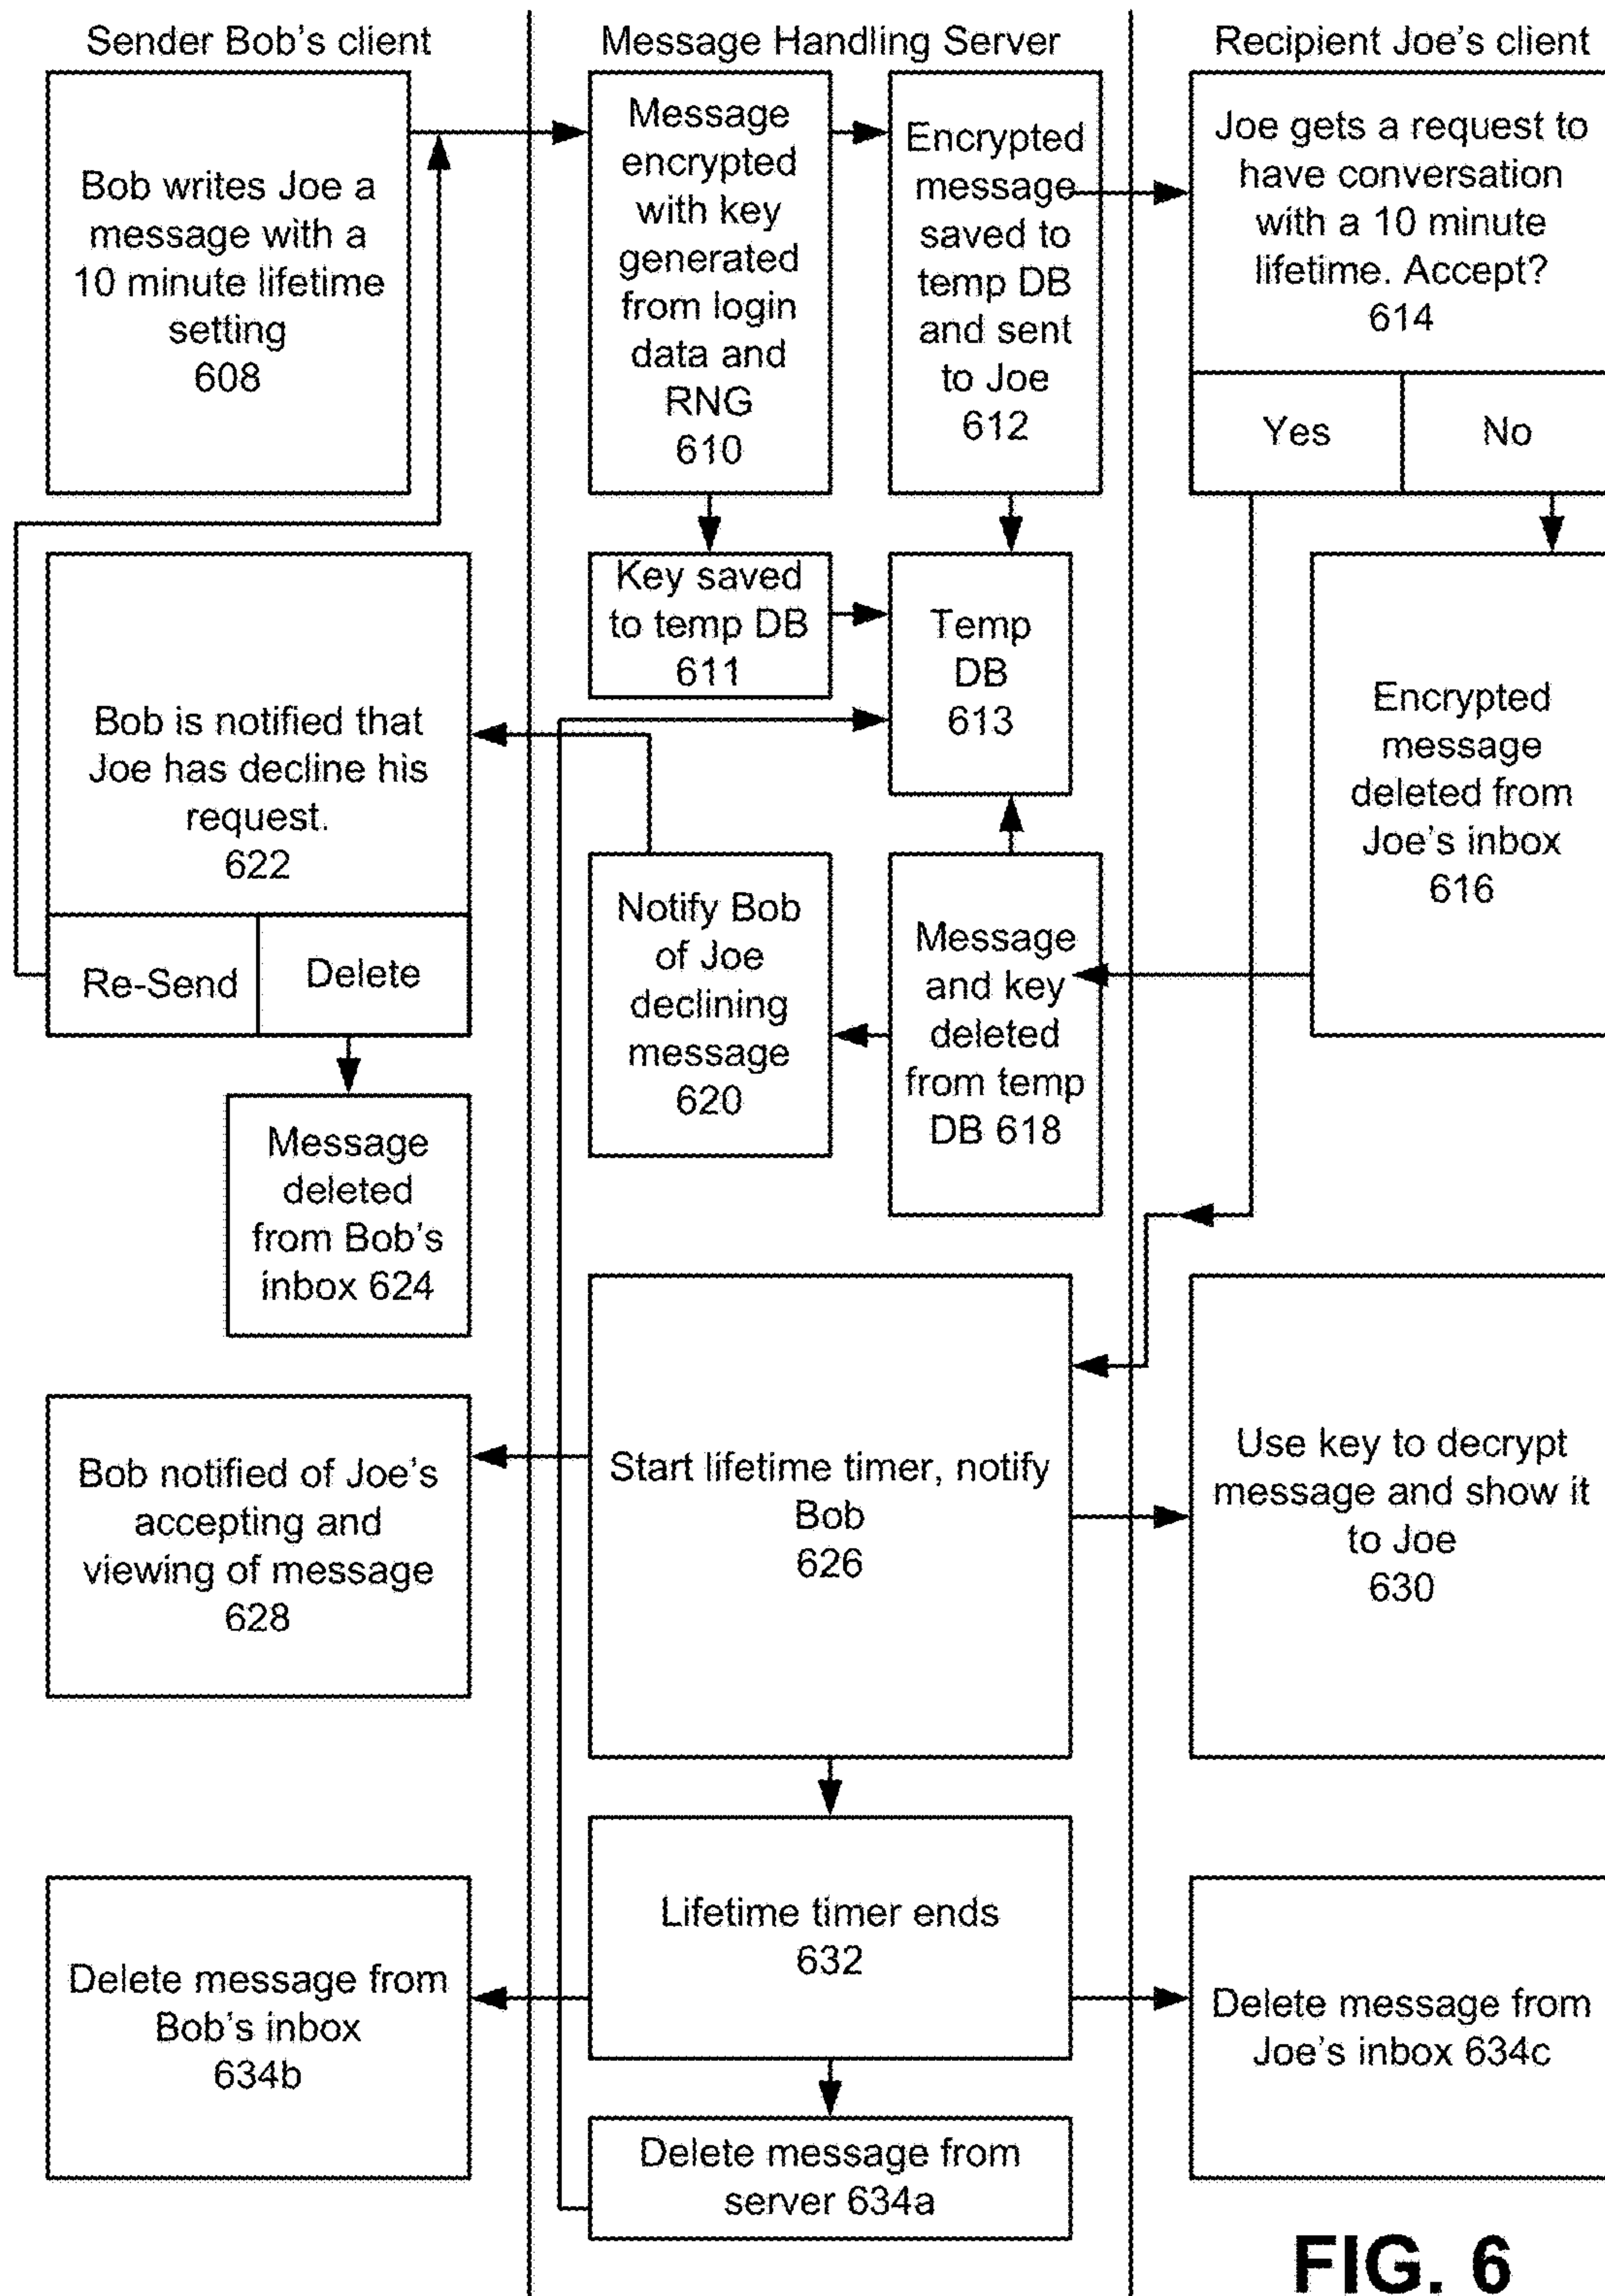 Sender Bob's client
Message Handling Server
Recipient Joe's client
Bob writes Joe a
message with a
10 minute lifetime
setting
608
Message
encrypted
with key
generated
from login
data and
RNG
610
Encrypted
message
saved to
temp DB
and sent
to Joe
612
Joe gets a request to
have conversation
with a 10 minute
lifetime. Accept?
614
Yes
No
Key saved
to temp DB
611
Temp
DB
613
Encrypted
message
deleted from
Joe's inbox
616
Bob is notified that
Joe has decline his
request.
622
Re-Send
Delete
Notify Bob
of Joe
declining
message
620
Message
and key
deleted
from temp
DB 618
Message
deleted
from Bob's
inbox 624
Start lifetime timer, notify
Bob
626
Bob notified of Joe's
accepting and
viewing of message
628
Use key to decrypt
message and show it
to Joe
630
Lifetime timer ends
632
Delete message from
Bob's inbox
634b
Delete message from
Joe's inbox 634c
Delete message from
server 634a
FIG. 6